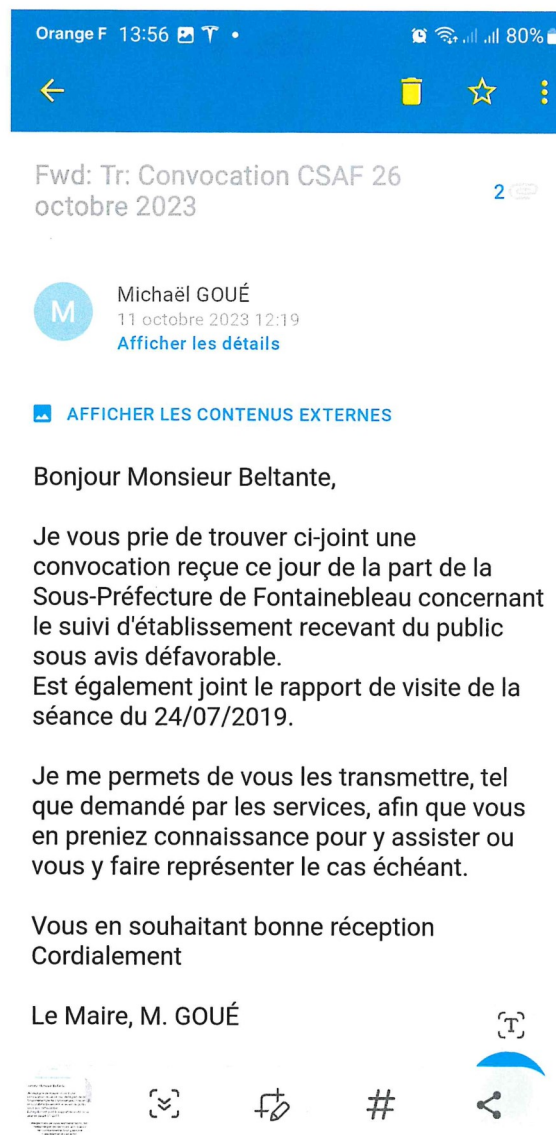 Orange F 13:56
80%
Fwd: Tr: Convocation CSAF 26
octobre 2023
2
M
Michaël GOUÉ
11 octobre 2023 12:19
Afficher les détails
AFFICHER LES CONTENUS EXTERNES
Bonjour Monsieur Beltante,
Je vous prie de trouver ci-joint une
convocation reçue ce jour de la part de la
Sous-Préfecture de Fontainebleau concernant
le suivi d'établissement recevant du public
sous avis défavorable.
Est également joint le rapport de visite de la
séance du 24/07/2019.
Je me permets de vous les transmettre, tel
que demandé par les services, afin que vous
en preniez connaissance pour y assister ou
vous y faire représenter le cas échéant.
Vous en souhaitant bonne réception
Cordialement
Le Maire, M. GOUÉ
T
#